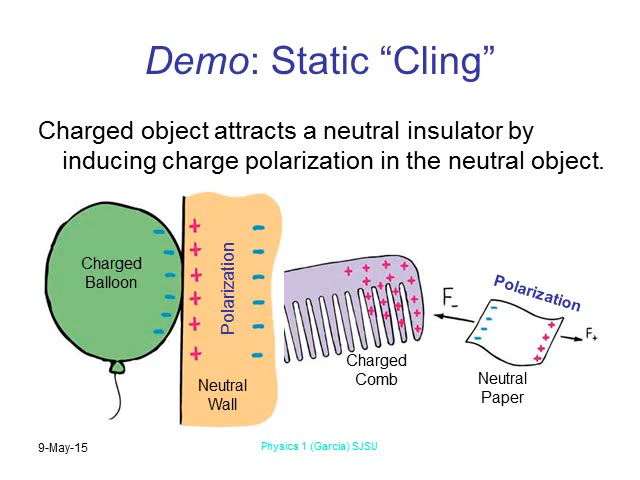 Demo: Static “Cling”
Charged object attracts a neutral insulator by
inducing charge polarization in the neutral object.
Charged
Balloon
Polarization
Neutral
Wall
Charged
Comb
F-
Polarization
F+
Neutral
Paper
9-May-15
Physics 1 (Garcia) SJSU